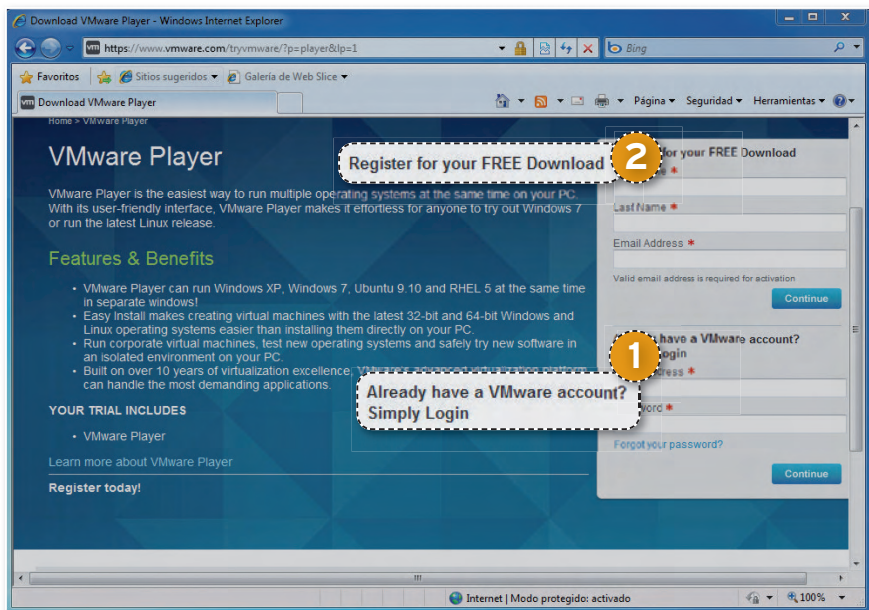 Download VMware Player - Windows Internet Explorer
vm https://www.vmware.com/tryvmware/?p=player&lp=1
Bing
Favoritos
Sitios sugeridos
Galería de Web Slice
vm Download VMware Player
Página
Seguridad
Herramientas
Home > VMware Player
VMware Player
VMware Player is the easiest way to run multiple operating systems at the same time on your PC.
With its user-friendly interface, VMware Player makes it effortless for anyone to try out Windows 7
or run the latest Linux release.
Features & Benefits
• VMware Player can run Windows XP, Windows 7, Ubuntu 9.10 and RHEL 5 at the same time
in separate windows!
• Easy Install makes creating virtual machines with the latest 32-bit and 64-bit Windows and
Linux operating systems easier than installing them directly on your PC.
• Run corporate virtual machines, test new operating systems and safely try new software in
an isolated environment on your PC.
• Built on over 10 years of virtualization excellence, VMware's advanced virtualization platform
can handle the most demanding applications.
YOUR TRIAL INCLUDES
• VMware Player
Learn more about VMware Player
Register today!
Register for your FREE Download
2
for your FREE Download
*
Last Name *
Email Address *
Valid email address is required for activation
Continue
1
have a VMware account?
Already have a VMware account?
Simply Login
*
*
Forgot your password?
Continue
Internet | Modo protegido: activado
100%